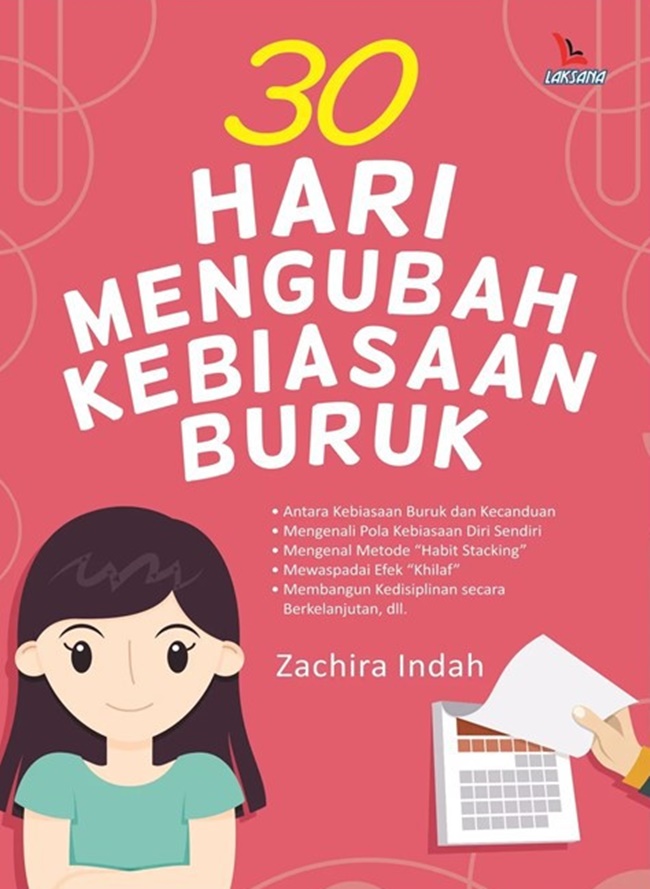 LAKSANA
30
HARI
MENGUBAH
KEBIASAAN
BURUK
• Antara Kebiasaan Buruk dan Kecanduan
• Mengenali Pola Kebiasaan Diri Sendiri
• Mengenal Metode “Habit Stacking”
• Mewaspadai Efek “Khilaf”
• Membangun Kedisiplinan secara
Berkelanjutan, dll.
Zachira Indah